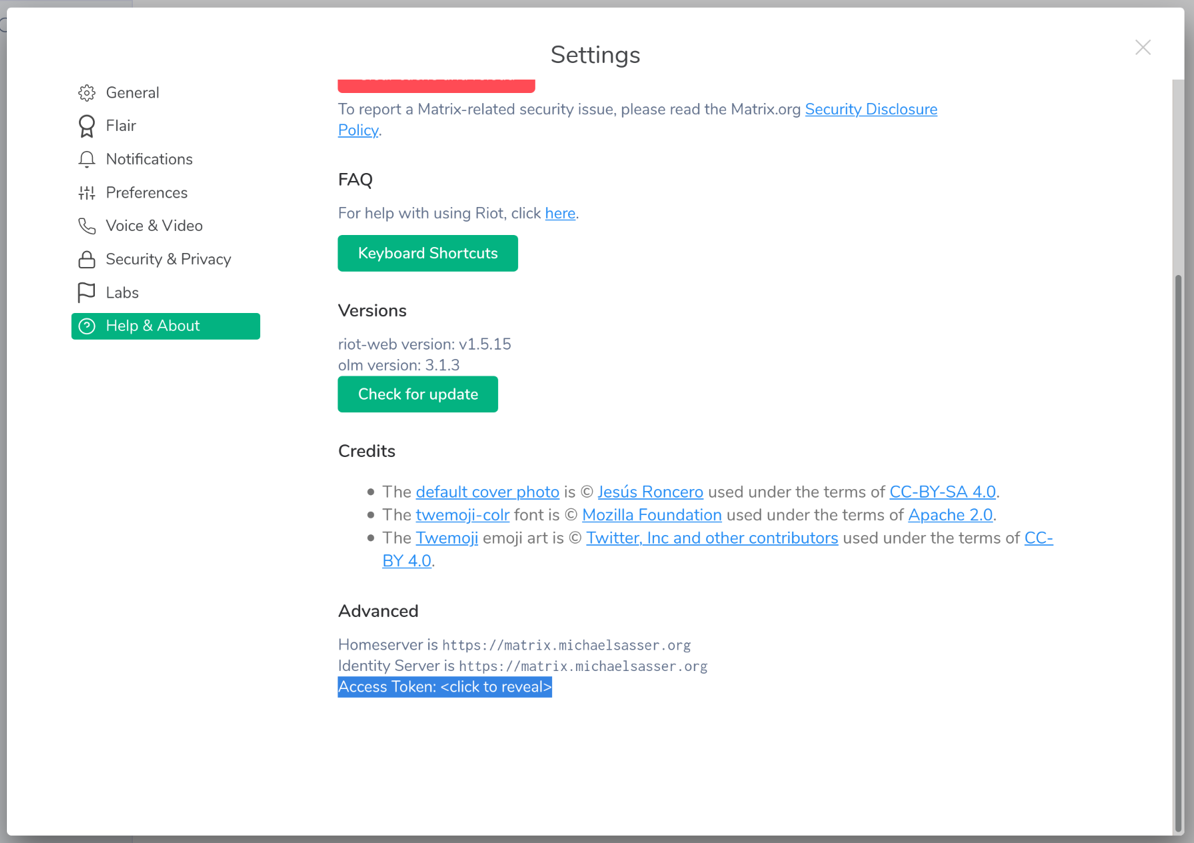 Settings
General
Flair
Notifications
Preferences
Voice & Video
Security & Privacy
Labs
Help & About
To report a Matrix-related security issue, please read the Matrix.org Security Disclosure
Policy.
FAQ
For help with using Riot, click here.
Keyboard Shortcuts
Versions
riot-web version: v1.5.15
olm version: 3.1.3
Check for update
Credits
The default cover photo is © Jesús Roncero used under the terms of CC-BY-SA 4.0.
The twemoji-colr font is © Mozilla Foundation used under the terms of Apache 2.0.
The Twemoji emoji art is © Twitter, Inc and other contributors used under the terms of CC-
BY 4.0.
Advanced
Homeserver is https://matrix.michaelsasser.org
Identity Server is https://matrix.michaelsasser.org
Access Token: <click to reveal>